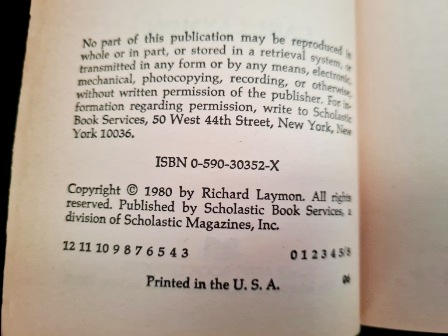 No part of this publication may be reproduced in
whole or in part, or stored in a retrieval system, or
transmitted in any form or by any means, electronic,
mechanical, photocopying, recording, or otherwise,
without written permission of the publisher. For in-
formation regarding permission, write to Scholastic
Book Services, 50 West 44th Street, New York, New
York 10036.
ISBN 0-590-30352-X
Copyright © 1980 by Richard Laymon. All rights
reserved. Published by Scholastic Book Services, a
division of Scholastic Magazines, Inc.
12 11 10 9 8 7 6 5 4 3 0 1 2 3 4 5/8
Printed in the U. S. A. 06